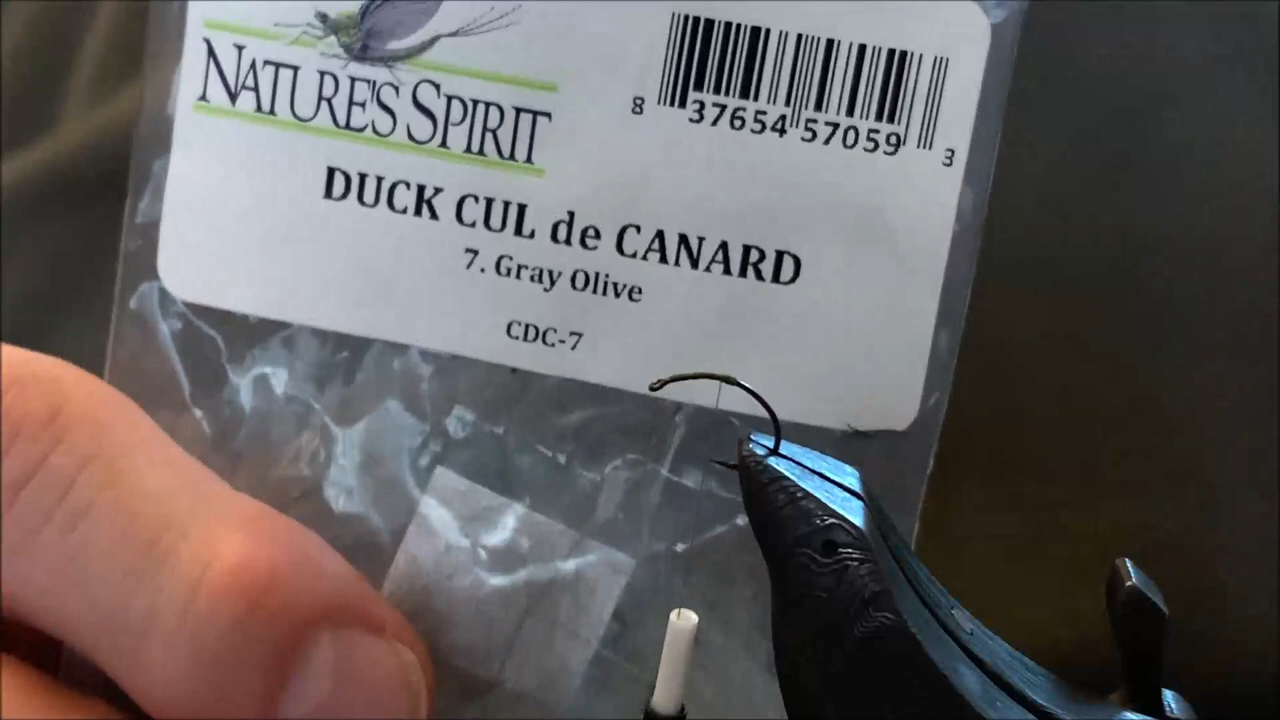 NATURE'S SPIRIT
8 37654 57059 3
DUCK CUL de CANARD
7. Gray Olive
CDC-7